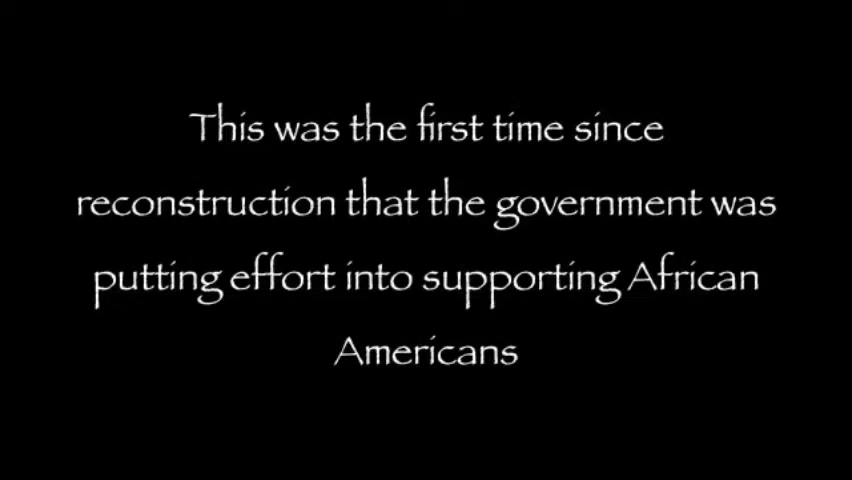 This was the first time since
reconstruction that the government was
putting effort into supporting African
Americans